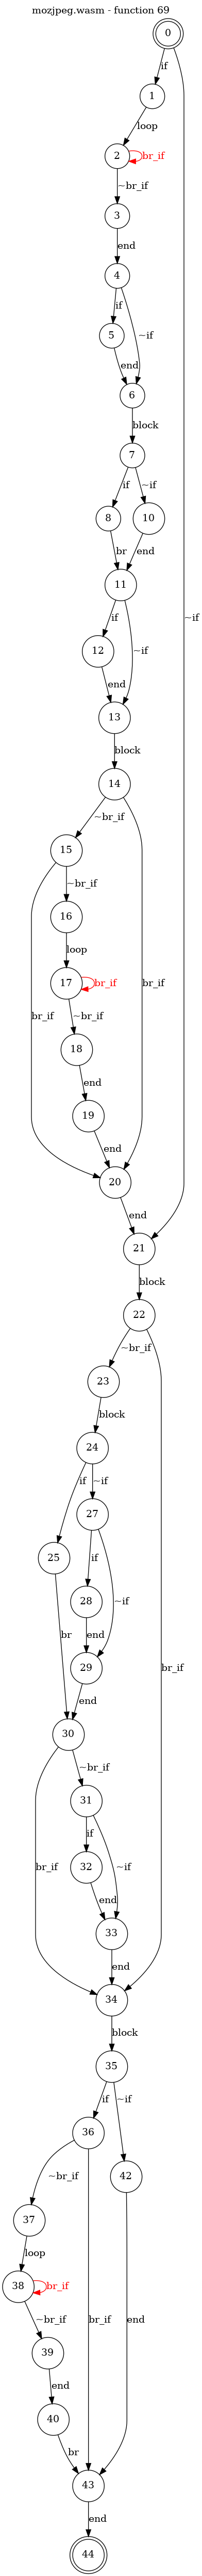 mozjpeg.wasm - function 69
0
if
1
loop
2 br_if
~br_if
3
end
4
if
5 ~if
end
6
block
7
if ~if
8 10
br end
11
if ~if
12
end
13
block
14
~br_if
15
~br_if
16
loop
br_if 17 br_if br_if
~br_if
18
end
19
end
20
end
~if
21
block
22
~br_if
23
block
24
if ~if
25 27
if ~if
28
br end
29
end
30
~br_if
31
br_if if ~if
32
end
33
end
br_if
34
block
35
if ~if
36 42
~br_if
37
loop br_if end
38 br_if
~br_if
39
end
40
br
43
end
44